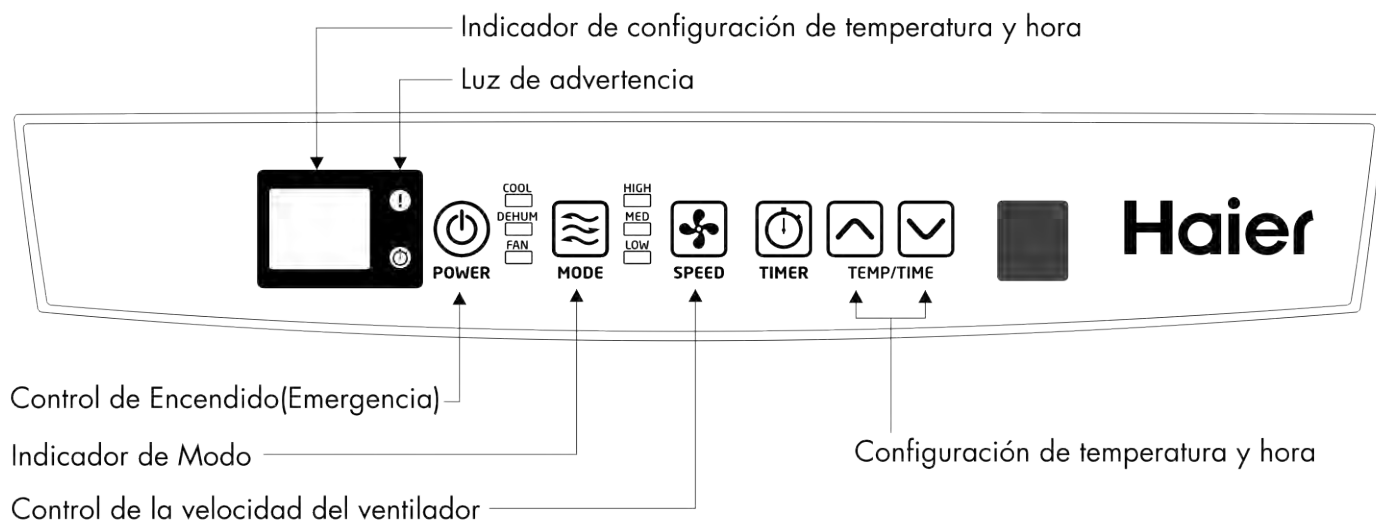 Indicador de configuración de temperatura y hora
Luz de advertencia
COOL
DEHUM
FAN
HIGH
MED
LOW
POWER
MODE
SPEED
TIMER
TEMP/TIME
Haier
Control de Encendido(Emergencia)
Indicador de Modo
Configuración de temperatura y hora
Control de la velocidad del ventilador